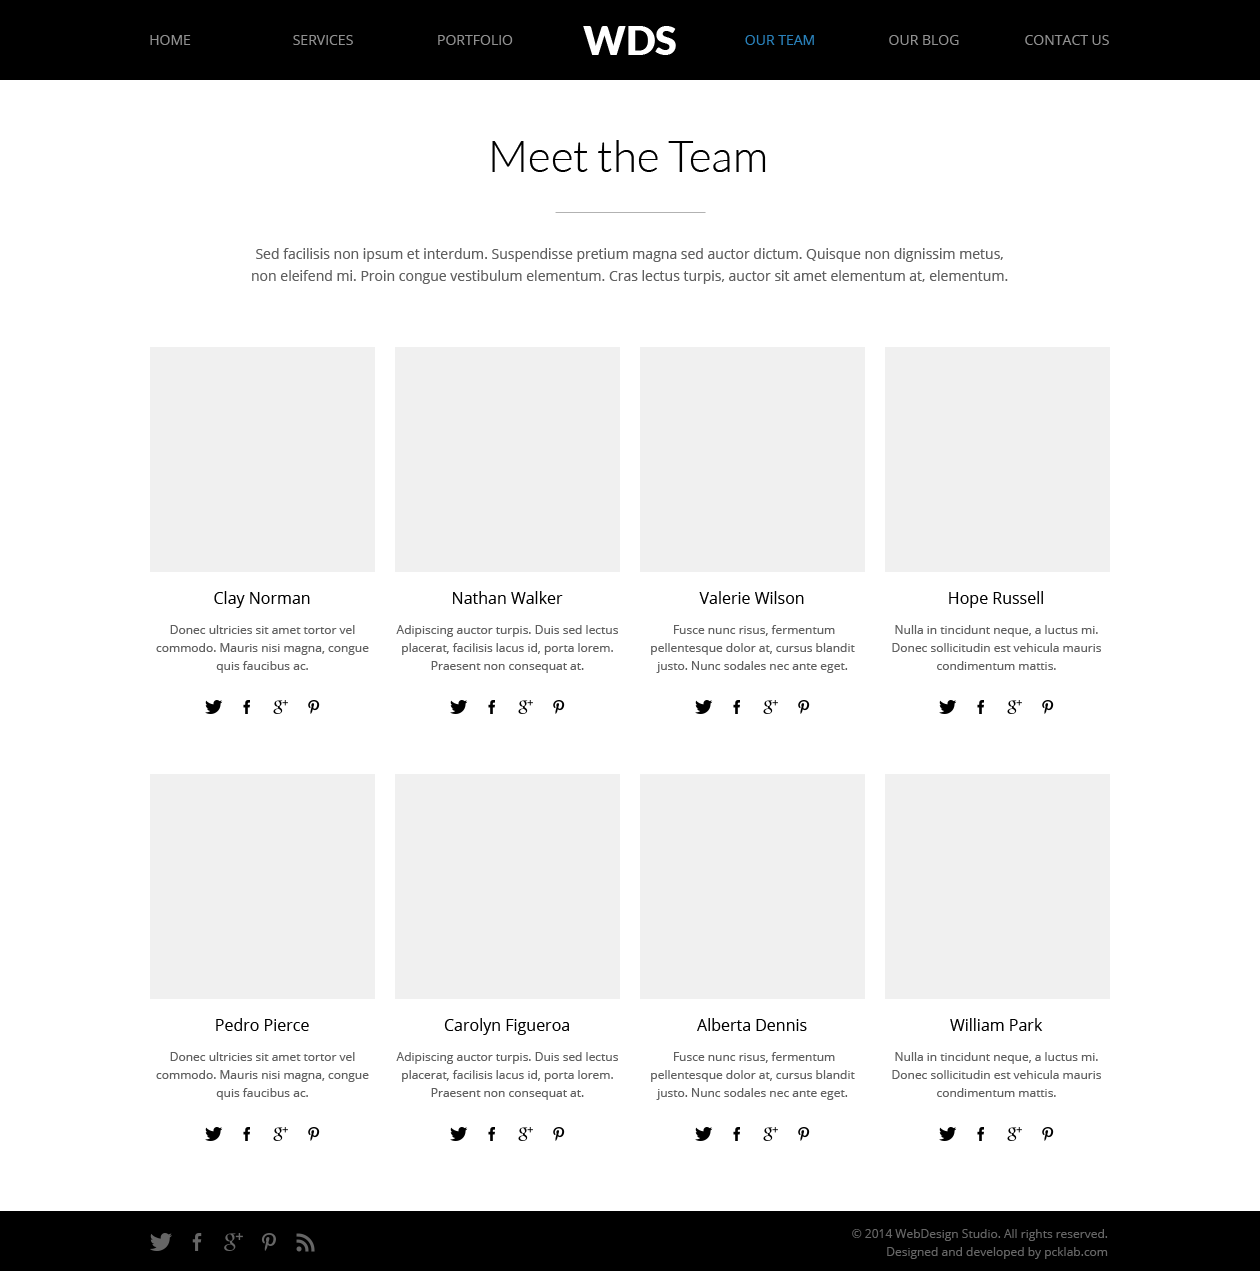 HOME SERVICES PORTFOLIO WDS OUR TEAM OUR BLOG CONTACT US
Meet the Team
Sed facilisis non ipsum et interdum. Suspendisse pretium magna sed auctor dictum. Quisque non dignissim metus,
non eleifend mi. Proin congue vestibulum elementum. Cras lectus turpis, auctor sit amet elementum at, elementum.
Clay Norman
Donec ultricies sit amet tortor vel
commodo. Mauris nisi magna, congue
quis faucibus ac.
Nathan Walker
Adipiscing auctor turpis. Duis sed lectus
placerat, facilisis lacus id, porta lorem.
Praesent non consequat at.
Valerie Wilson
Fusce nunc risus, fermentum
pellentesque dolor at, cursus blandit
justo. Nunc sodales nec ante eget.
Hope Russell
Nulla in tincidunt neque, a luctus mi.
Donec sollicitudin est vehicula mauris
condimentum mattis.
Pedro Pierce
Donec ultricies sit amet tortor vel
commodo. Mauris nisi magna, congue
quis faucibus ac.
Carolyn Figueroa
Adipiscing auctor turpis. Duis sed lectus
placerat, facilisis lacus id, porta lorem.
Praesent non consequat at.
Alberta Dennis
Fusce nunc risus, fermentum
pellentesque dolor at, cursus blandit
justo. Nunc sodales nec ante eget.
William Park
Nulla in tincidunt neque, a luctus mi.
Donec sollicitudin est vehicula mauris
condimentum mattis.
© 2014 WebDesign Studio. All rights reserved.
Designed and developed by pcklab.com